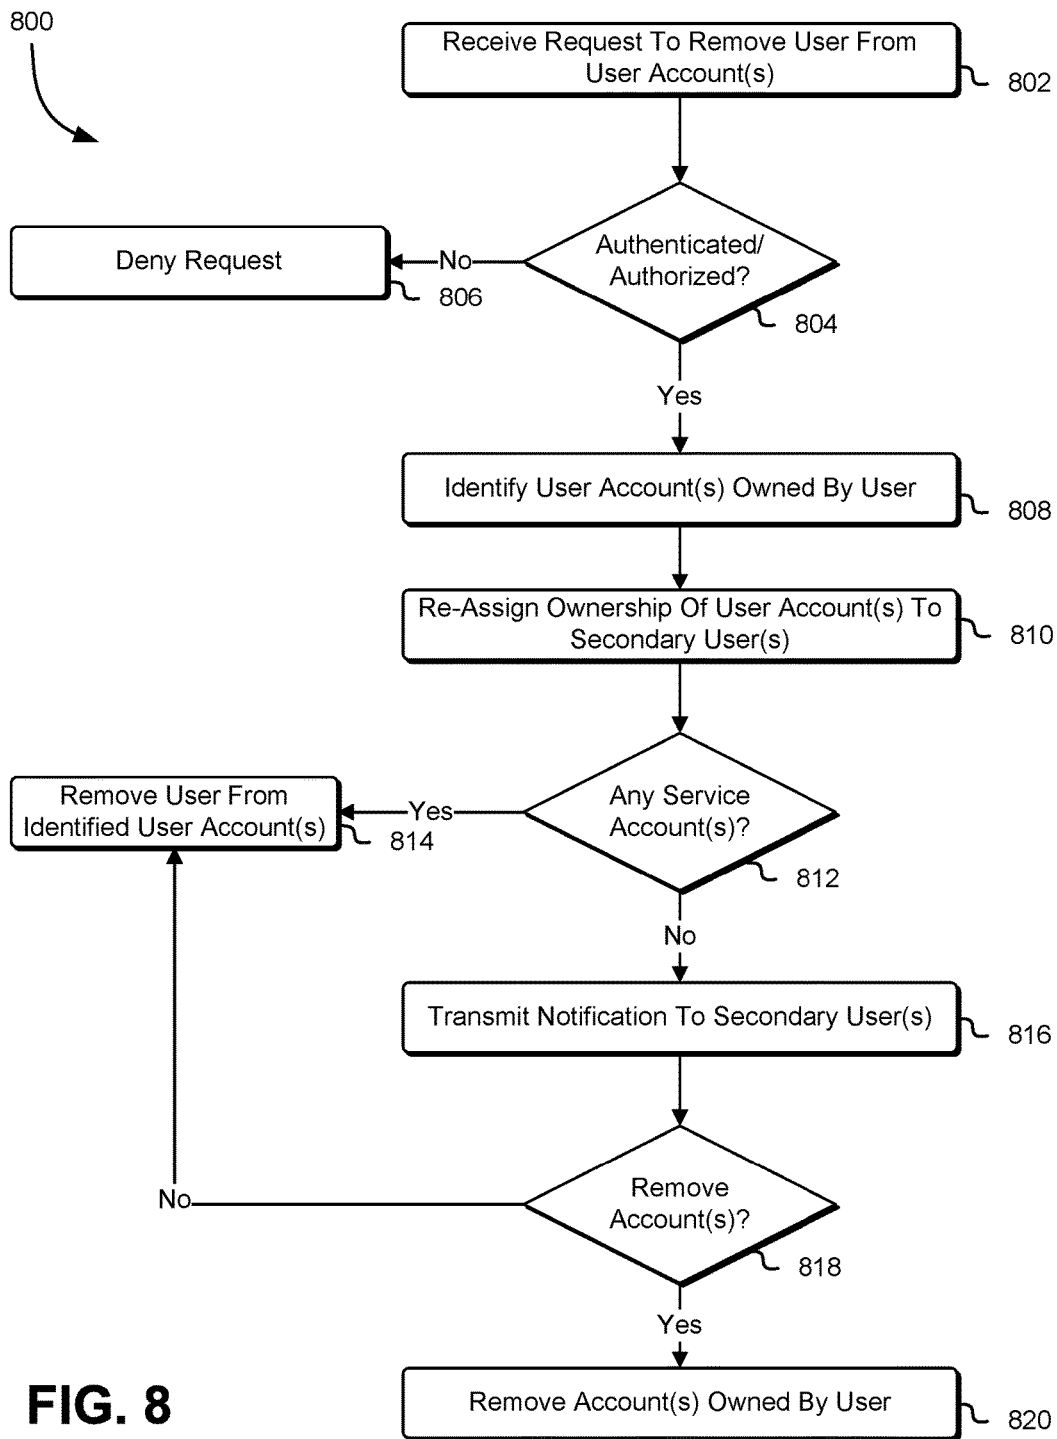 800
Receive Request To Remove User From
User Account(s)
802
Authenticated/
Authorized?
804
No
Deny Request
806
Yes
Identify User Account(s) Owned By User
808
Re-Assign Ownership Of User Account(s) To
Secondary User(s)
810
Any Service
Account(s)?
812
Yes
Remove User From
Identified User Account(s)
814
No
Transmit Notification To Secondary User(s)
816
Remove
Account(s)?
818
No
Yes
Remove Account(s) Owned By User
820
FIG. 8